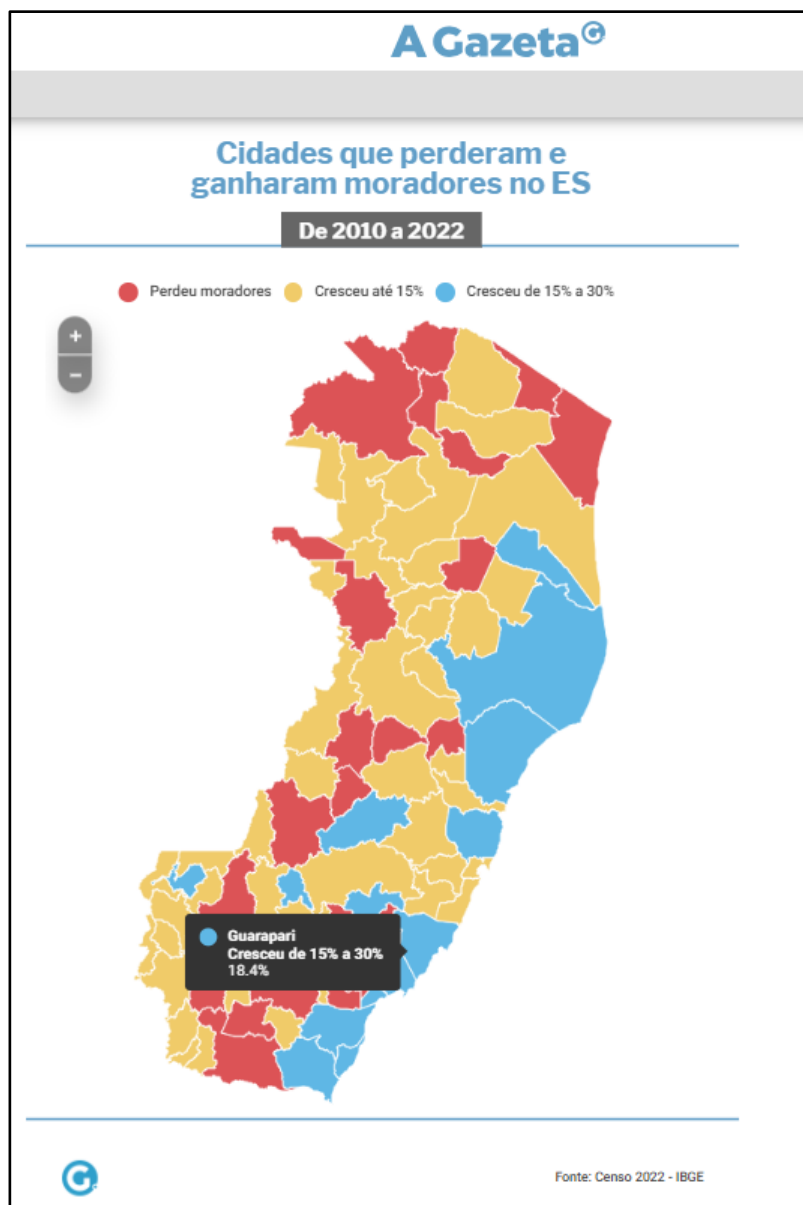 A Gazeta G
Cidades que perderam e
ganharam moradores no ES
De 2010 a 2022
Perdeu moradores Cresceu até 15% Cresceu de 15% a 30%
+
−
Guarapari
Cresceu de 15% a 30%
18.4%
G
Fonte: Censo 2022 - IBGE